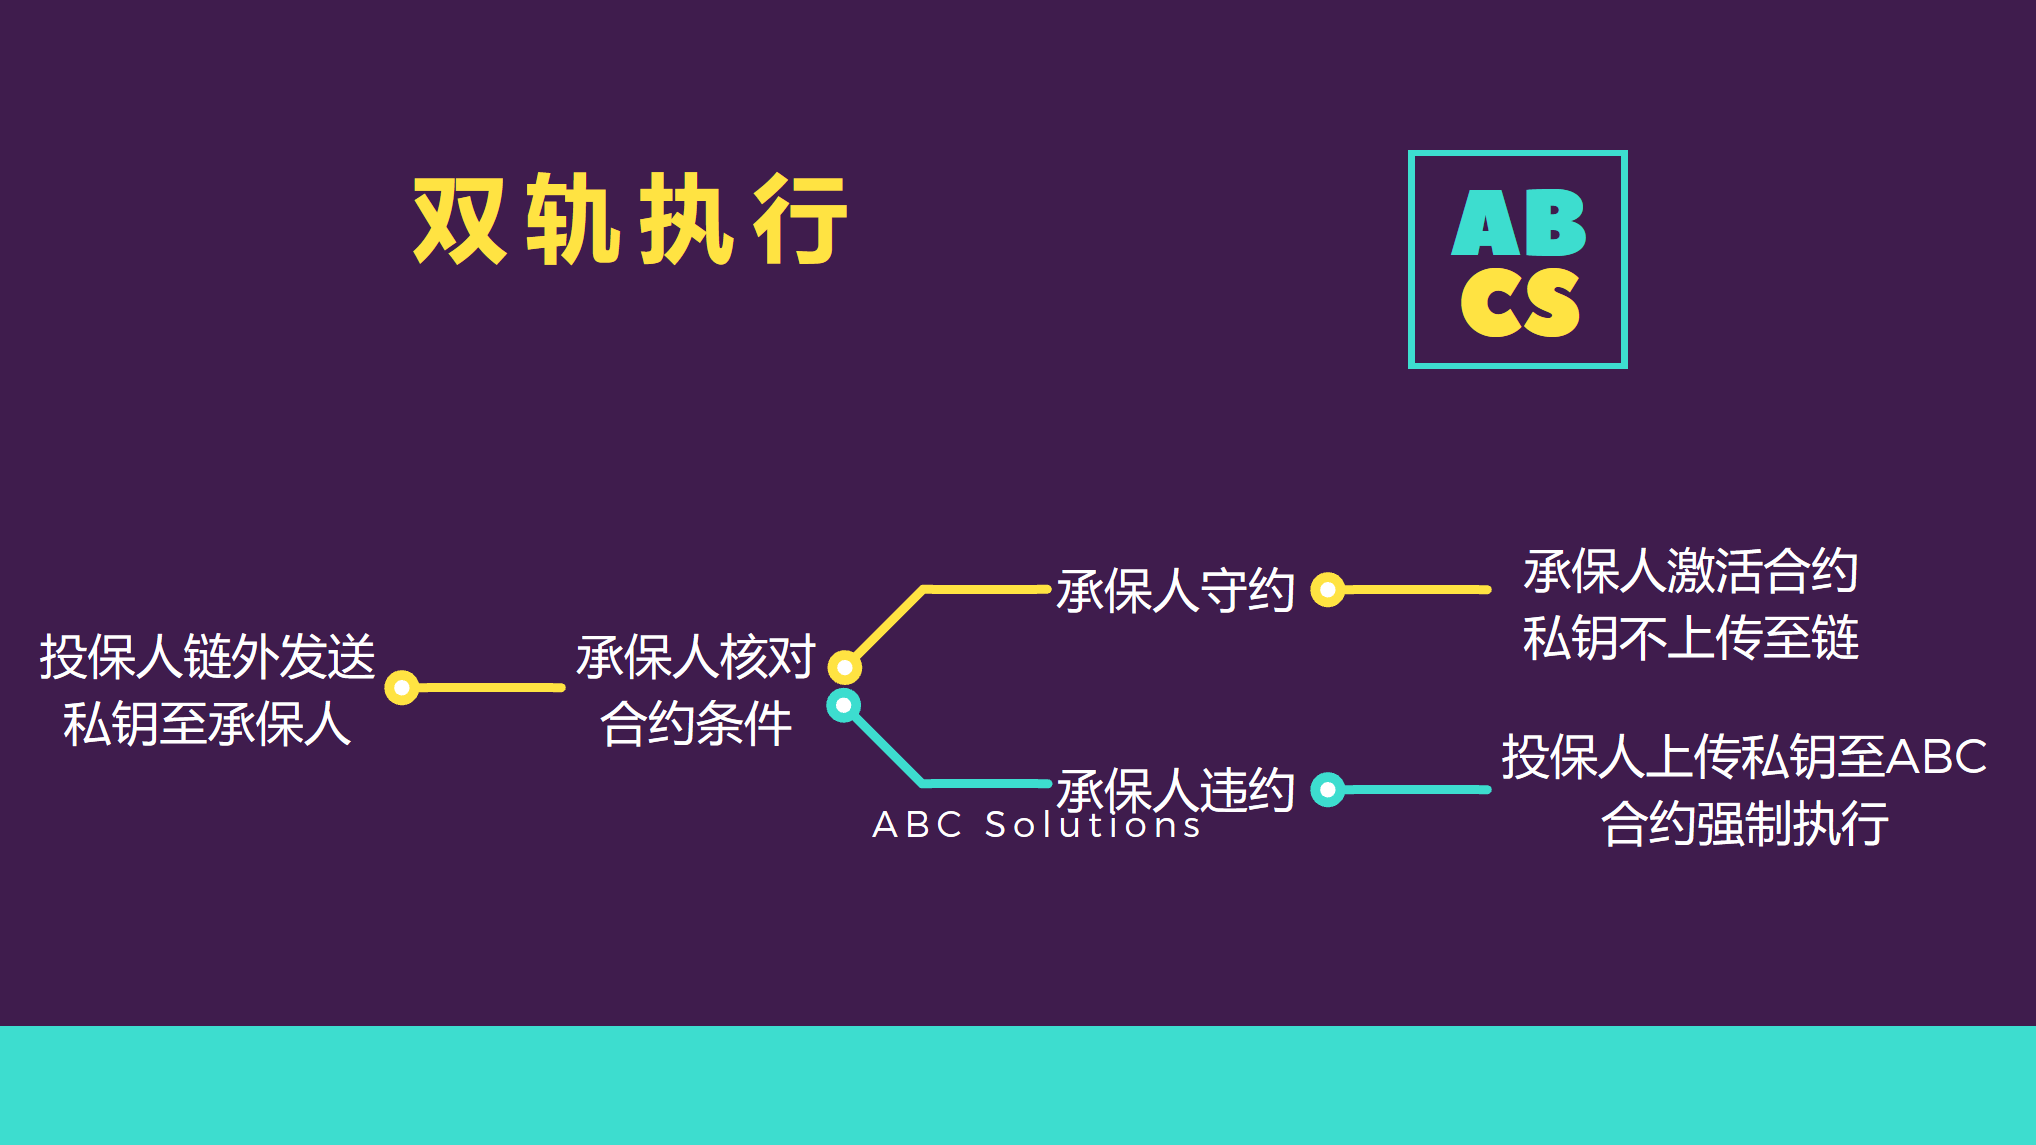 双轨执行
AB
CS
投保人链外发送
私钥至承保人
承保人核对
合约条件
承保人守约
承保人激活合约
私钥不上传至链
承保人违约
投保人上传私钥至ABC
合约强制执行
ABC Solutions